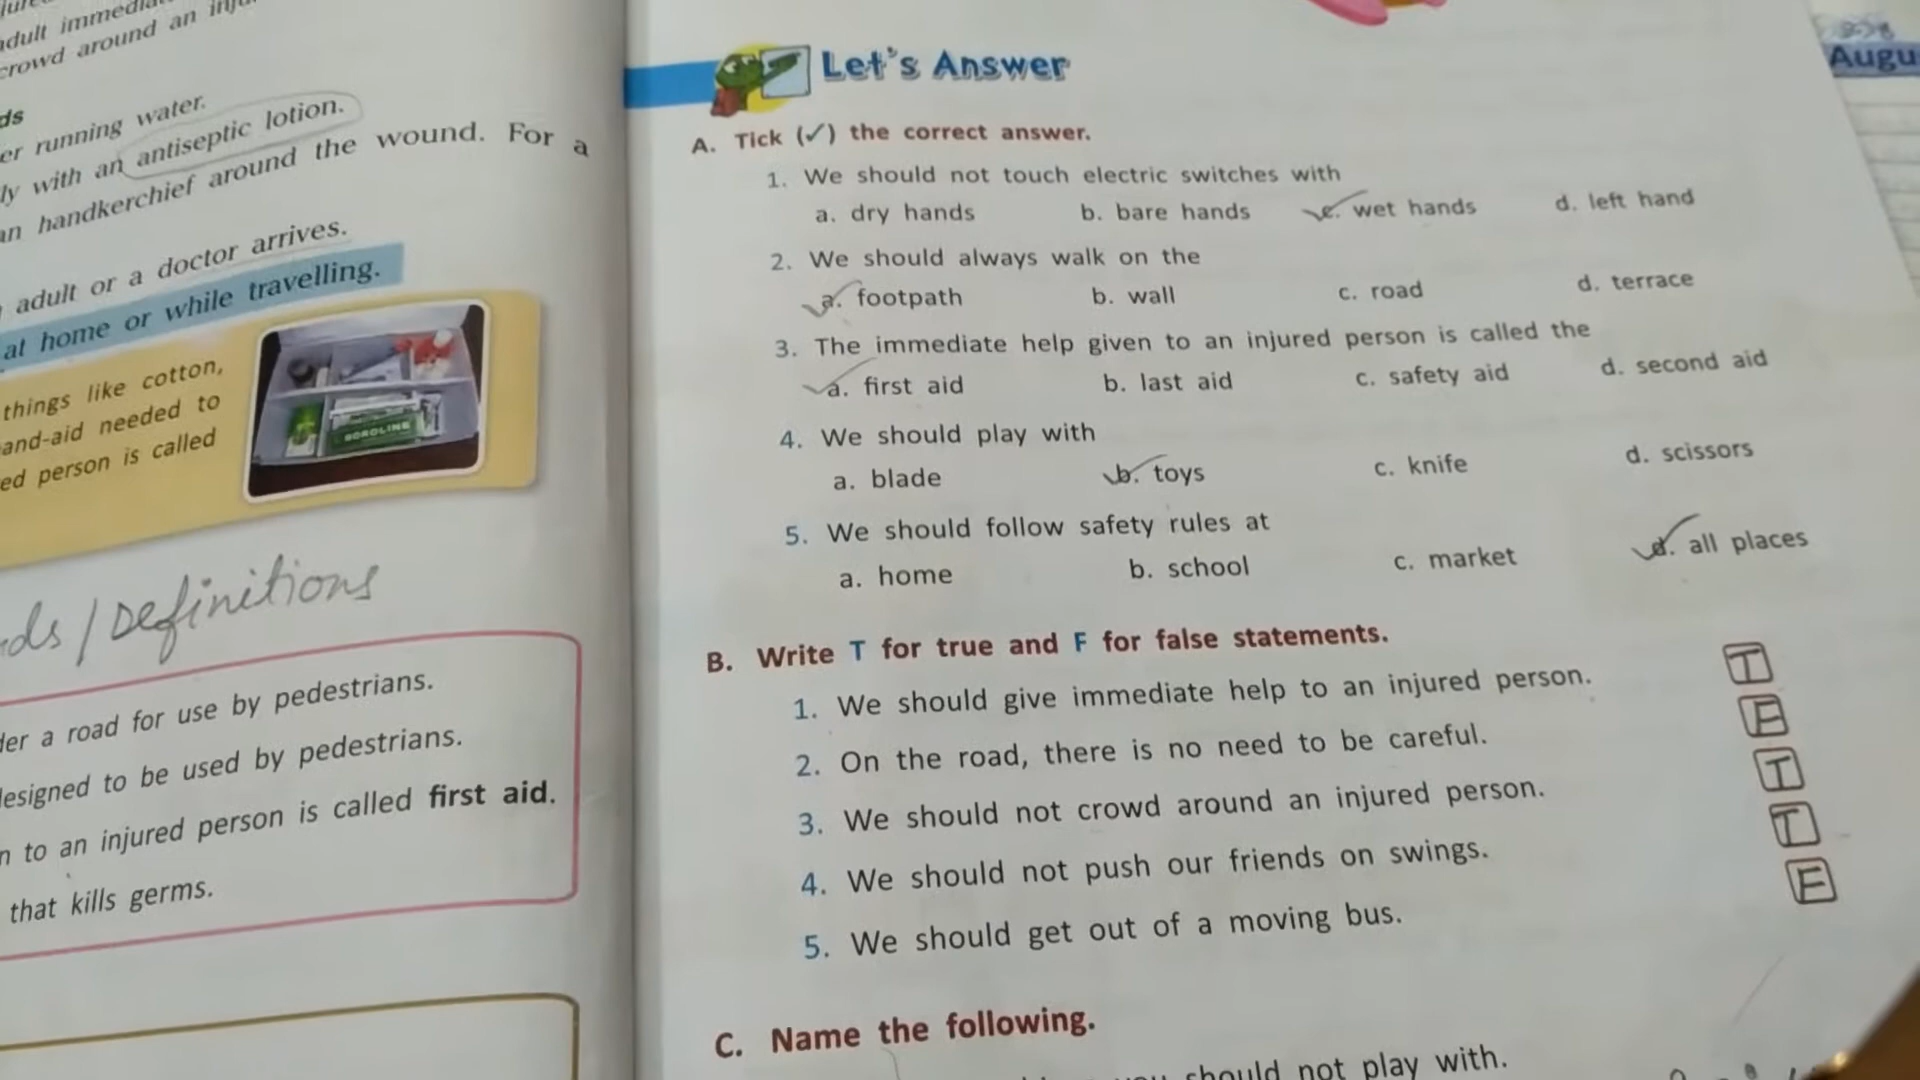 adult immedia
crowd around an inju
ds
er running water.
ly with an antiseptic lotion.
an handkerchief around the wound. For a
adult or a doctor arrives.
at home or while travelling.
things like cotton,
and-aid needed to
ed person is called
BOROLINE
ds / Definitions
der a road for use by pedestrians.
designed to be used by pedestrians.
n to an injured person is called first aid.
that kills germs.
Let's Answer
A. Tick (✓) the correct answer.
1. We should not touch electric switches with
a. dry hands b. bare hands c. wet hands d. left hand
2. We should always walk on the
a. footpath b. wall c. road d. terrace
3. The immediate help given to an injured person is called the
a. first aid b. last aid c. safety aid d. second aid
4. We should play with
a. blade b. toys c. knife d. scissors
5. We should follow safety rules at
a. home b. school c. market d. all places
B. Write T for true and F for false statements.
1. We should give immediate help to an injured person. T
2. On the road, there is no need to be careful. F
3. We should not crowd around an injured person. T
4. We should not push our friends on swings. T
5. We should get out of a moving bus. F
C. Name the following.
should not play with.
Augu